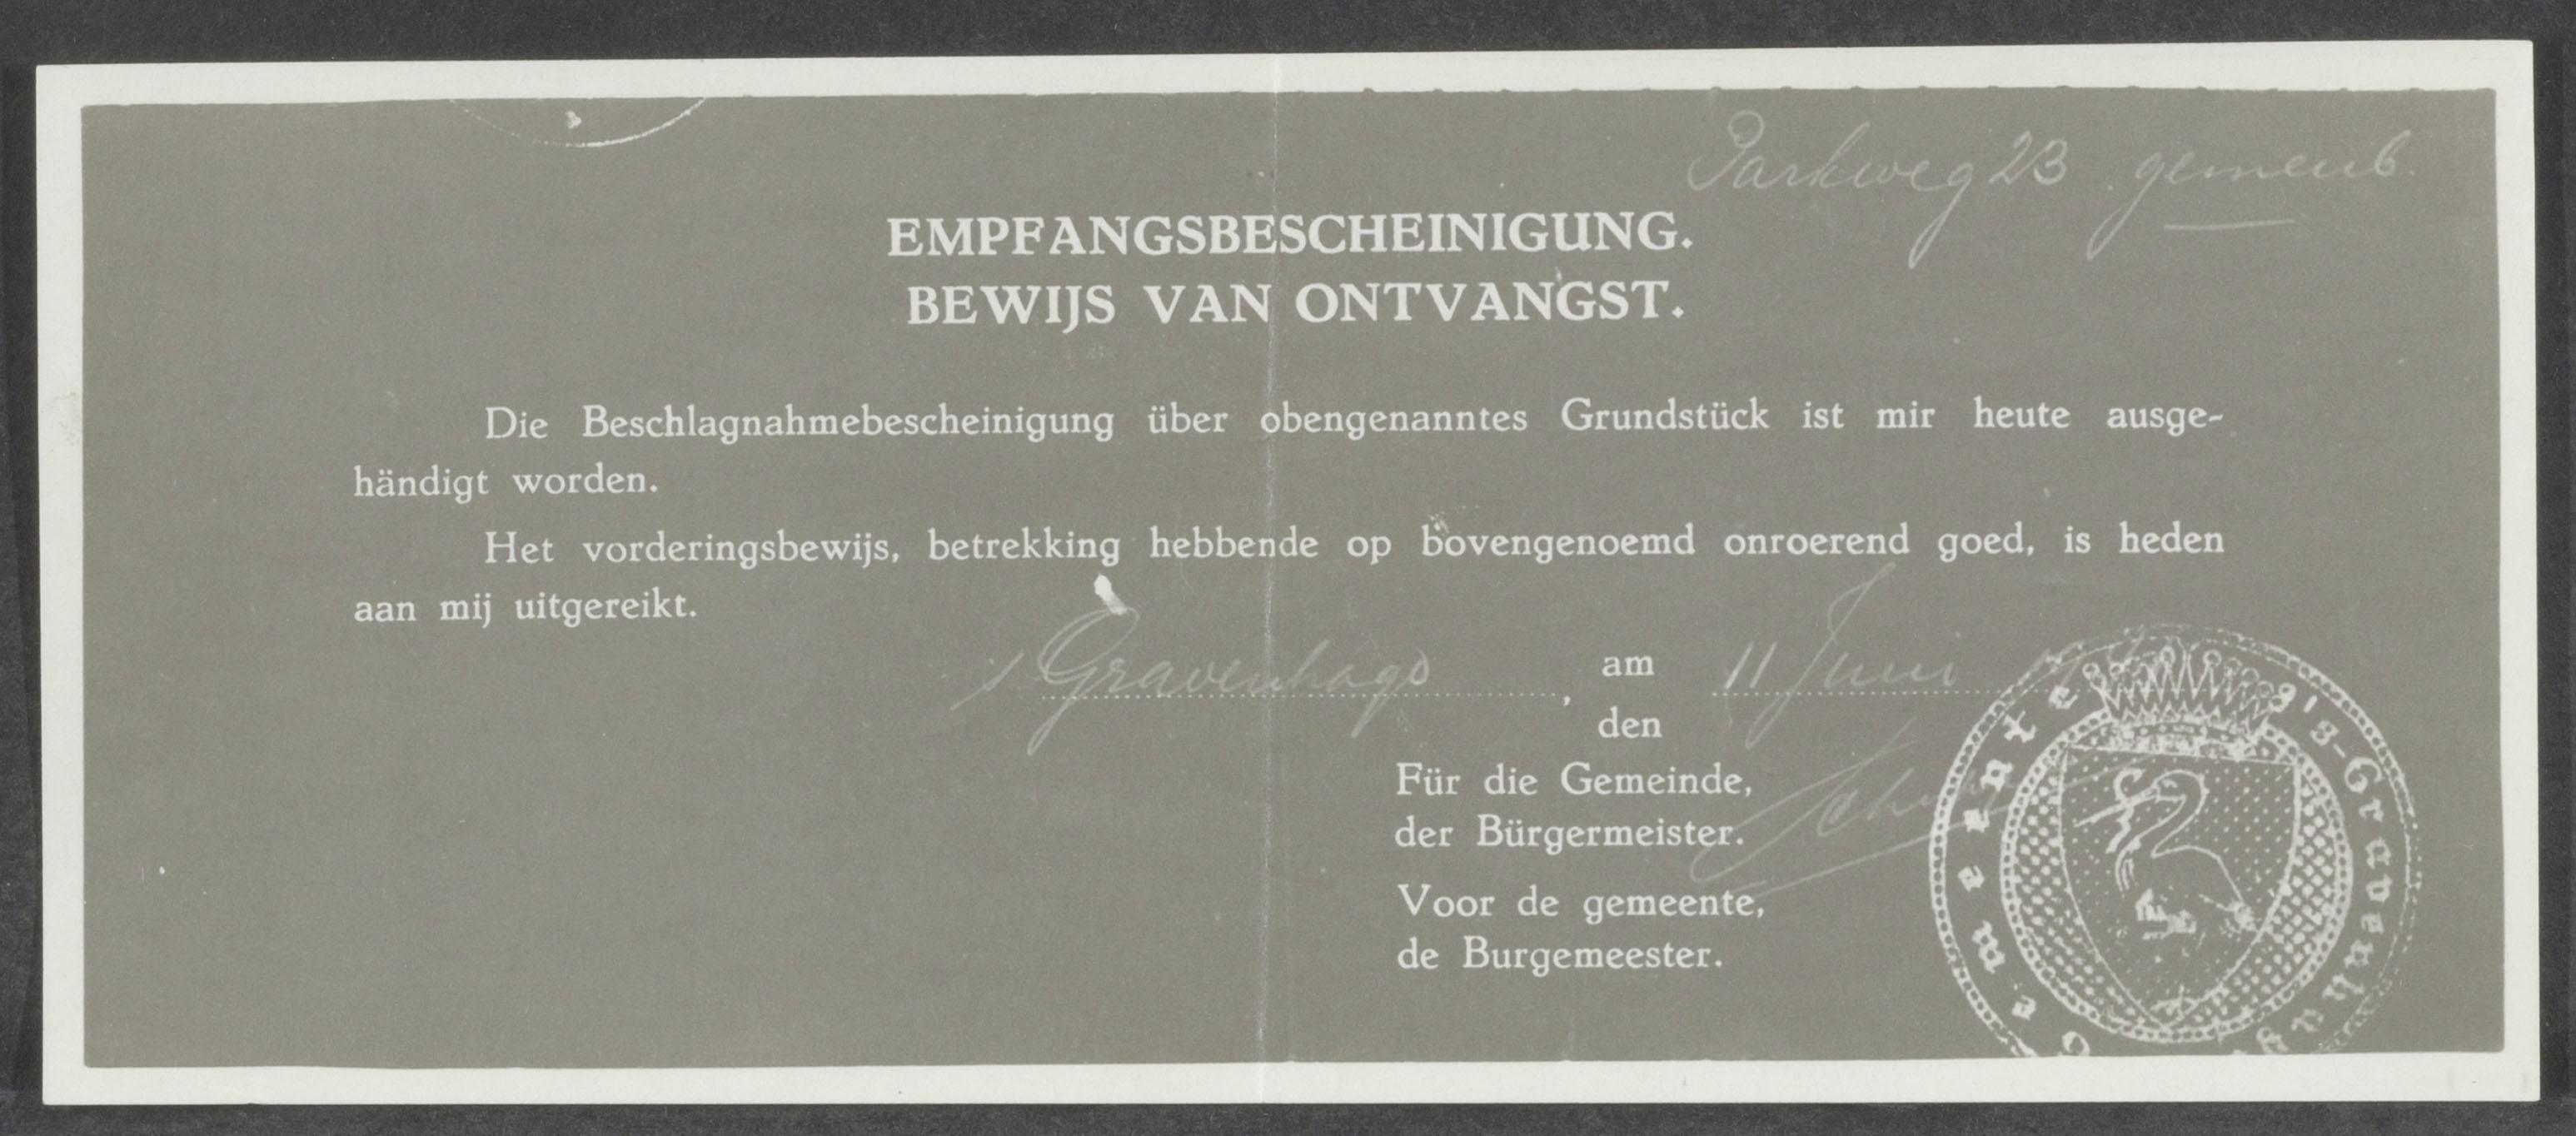 Parkweg 23 gemeub.
EMPFANGSBESCHEINIGUNG.
BEWIJS VAN ONTVANGST.
Die Beschlagnahmebescheinigung über obengenanntes Grundstück ist mir heute ausge-
händigt worden.
Het vorderingsbewijs, betrekking hebbende op bovengenoemd onroerend goed, is heden
aan mij uitgereikt.
s Gravenhage, am 11 Juni
den
Für die Gemeinde,
der Bürgermeister.
Voor de gemeente,
de Burgemeester.
Gemeente 's-Gravenhage